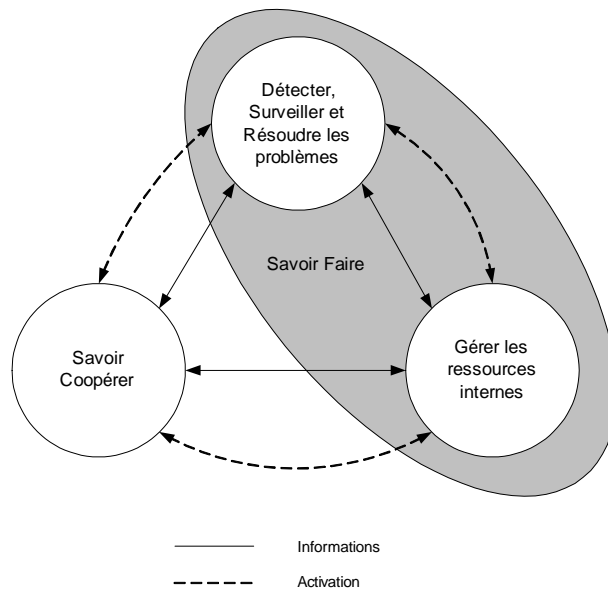 Détecter,
Surveiller et
Résoudre les
problèmes
Savoir Faire
Savoir
Coopérer
Gérer les
ressources
internes
Informations
Activation